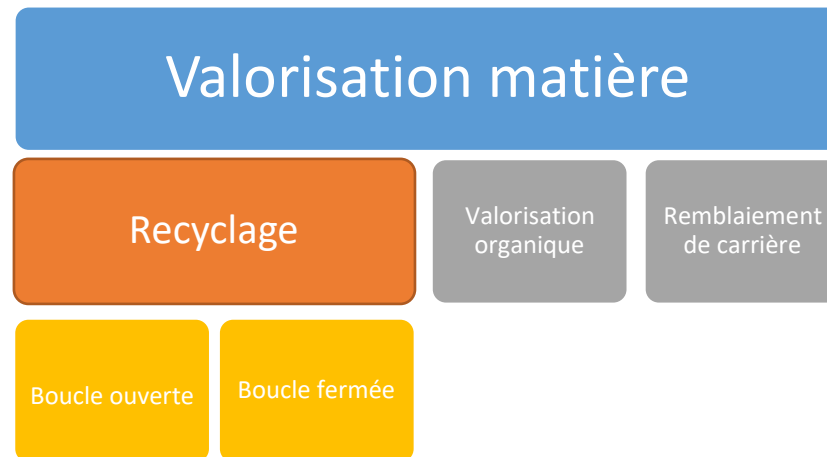 Valorisation matière
Recyclage
Valorisation
organique
Remblaiement
de carrière
Boucle ouverte
Boucle fermée